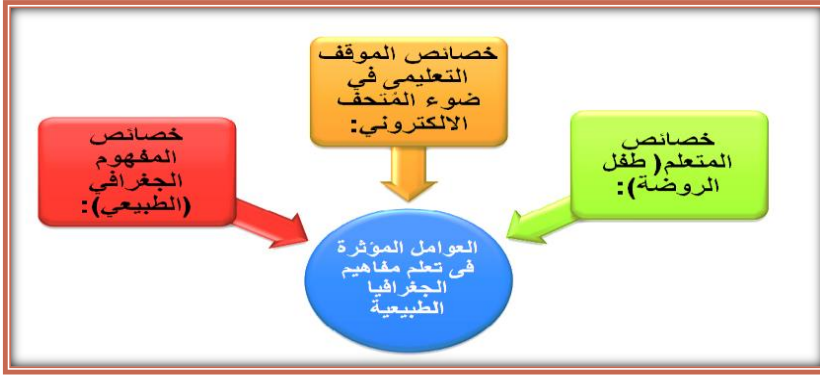 خصائص الموقف
التعليمى في
ضوء المُتحف
الالكتروني:
خصائص
المتعلم( طفل
الروضة):
خصائص
المفهوم
الجغرافي
(الطبيعي):
العوامل المؤثرة
فى تعلم مفاهيم
الجغرافيا
الطبيعية